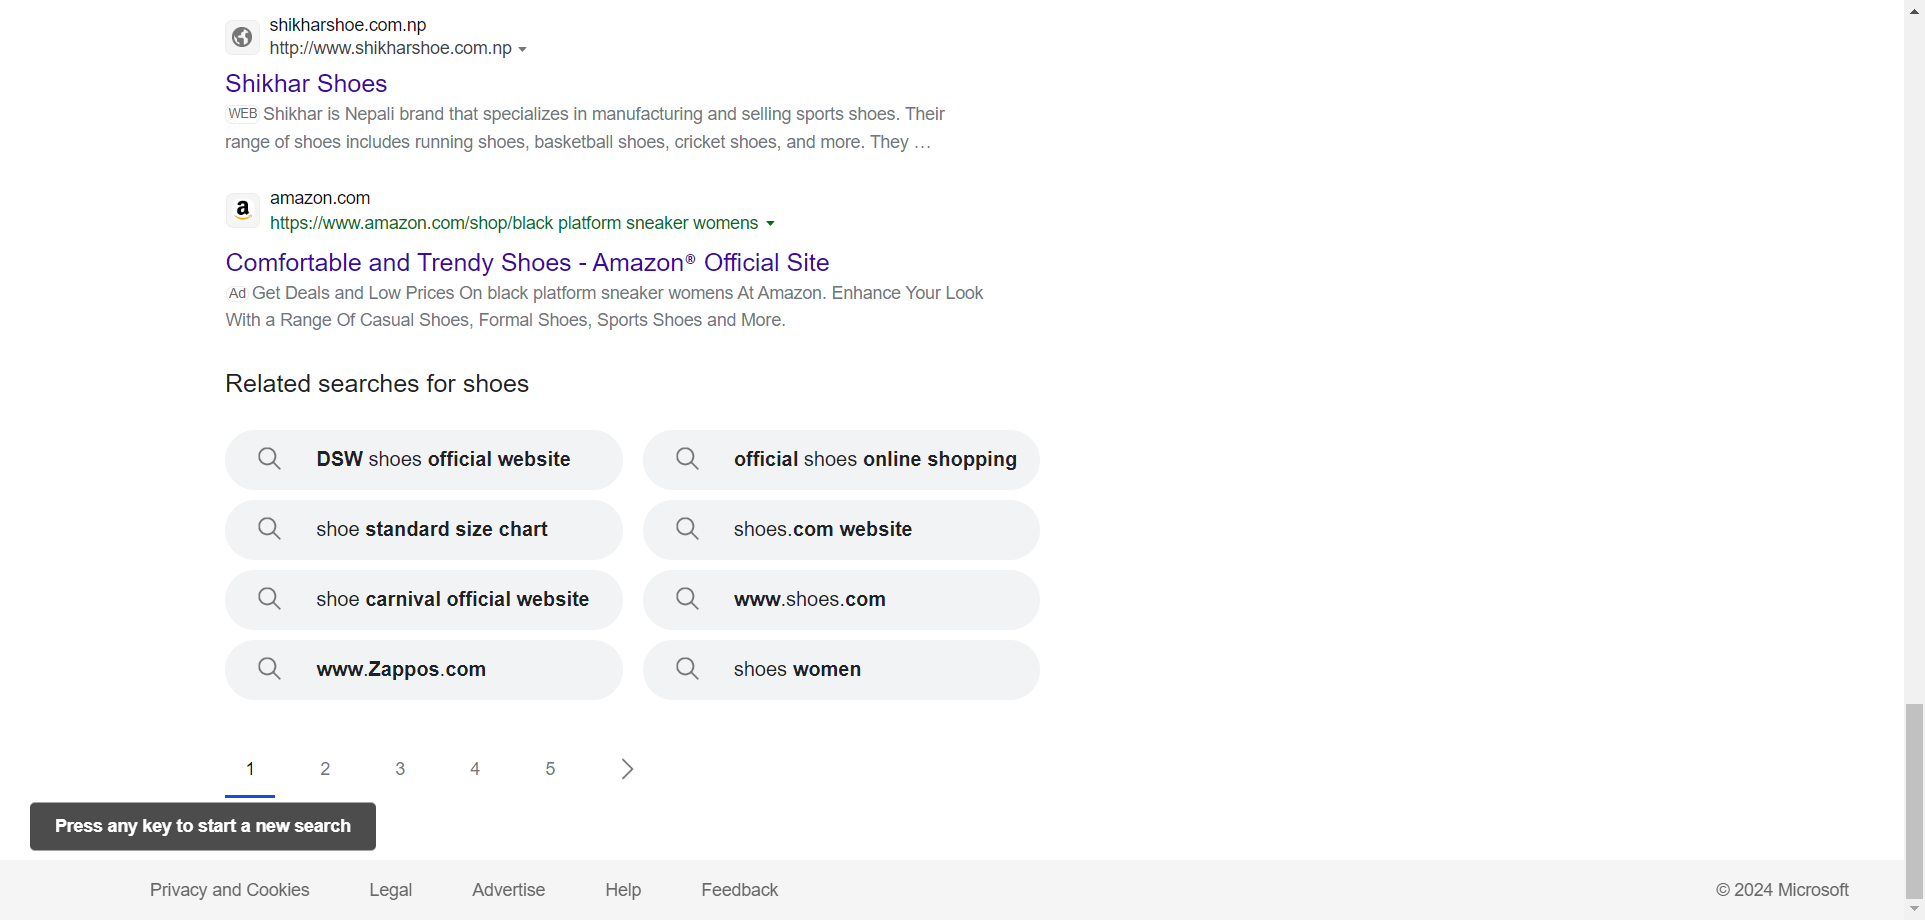 shikharshoe.com.np
http://www.shikharshoe.com.np
Shikhar Shoes
WEB Shikhar is Nepali brand that specializes in manufacturing and selling sports shoes. Their
range of shoes includes running shoes, basketball shoes, cricket shoes, and more. They …
a
amazon.com
https://www.amazon.com/shop/black platform sneaker womens
Comfortable and Trendy Shoes - Amazon® Official Site
Ad Get Deals and Low Prices On black platform sneaker womens At Amazon. Enhance Your Look
With a Range Of Casual Shoes, Formal Shoes, Sports Shoes and More.
Related searches for shoes
DSW shoes official website
official shoes online shopping
shoe standard size chart
shoes.com website
shoe carnival official website
www.shoes.com
www.Zappos.com
shoes women
1 2 3 4 5
Press any key to start a new search
Privacy and Cookies Legal Advertise Help Feedback © 2024 Microsoft